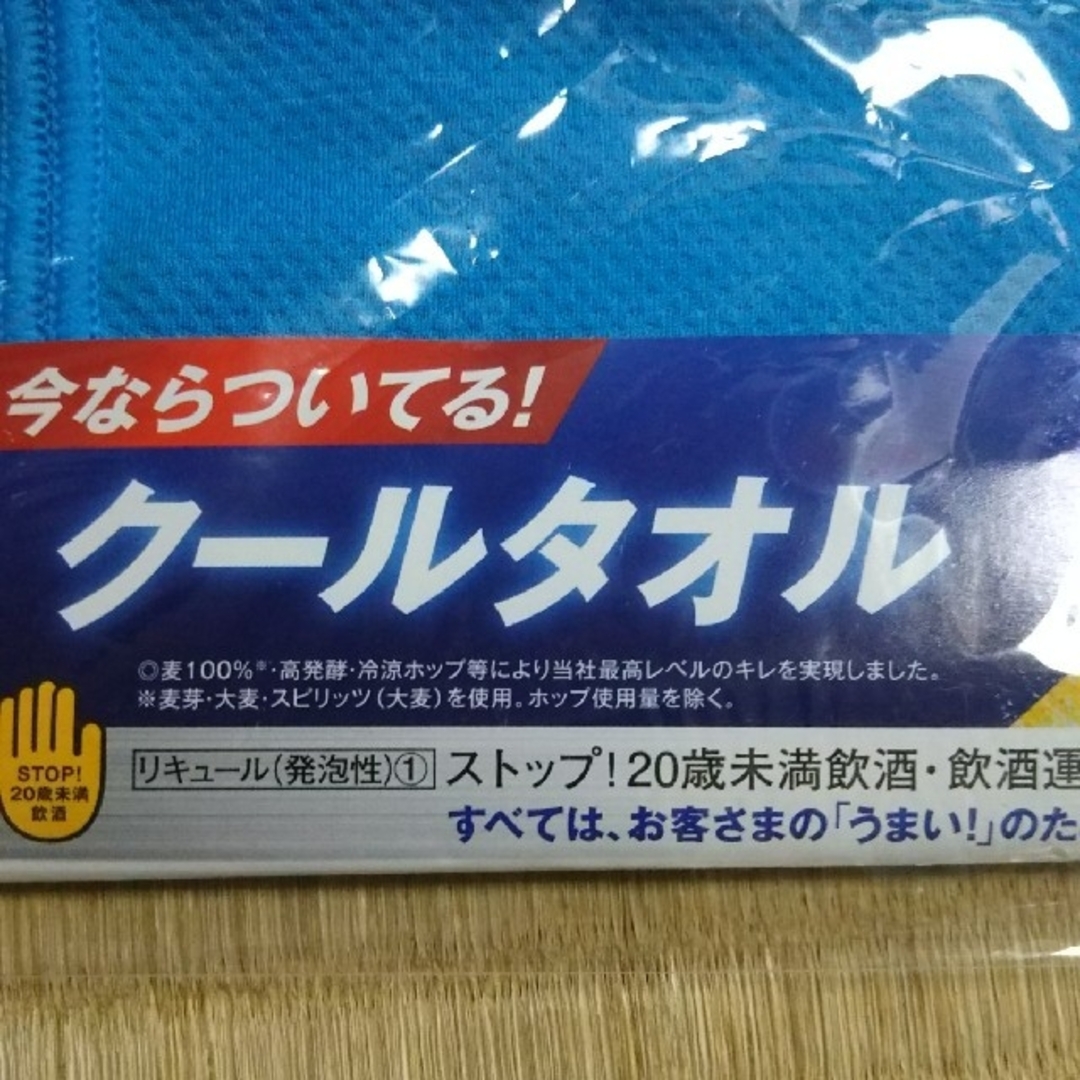 今ならついてる!
クールタオル
◎麦100%※・高発酵・冷涼ホップ等により当社最高レベルのキレを実現しました。
※麦芽・大麦・スピリッツ(大麦)を使用。ホップ使用量を除く。
STOP!
20歳未満
飲酒
リキュール(発泡性)① ストップ!20歳未満飲酒・飲酒運
すべては、お客さまの「うまい!」のた